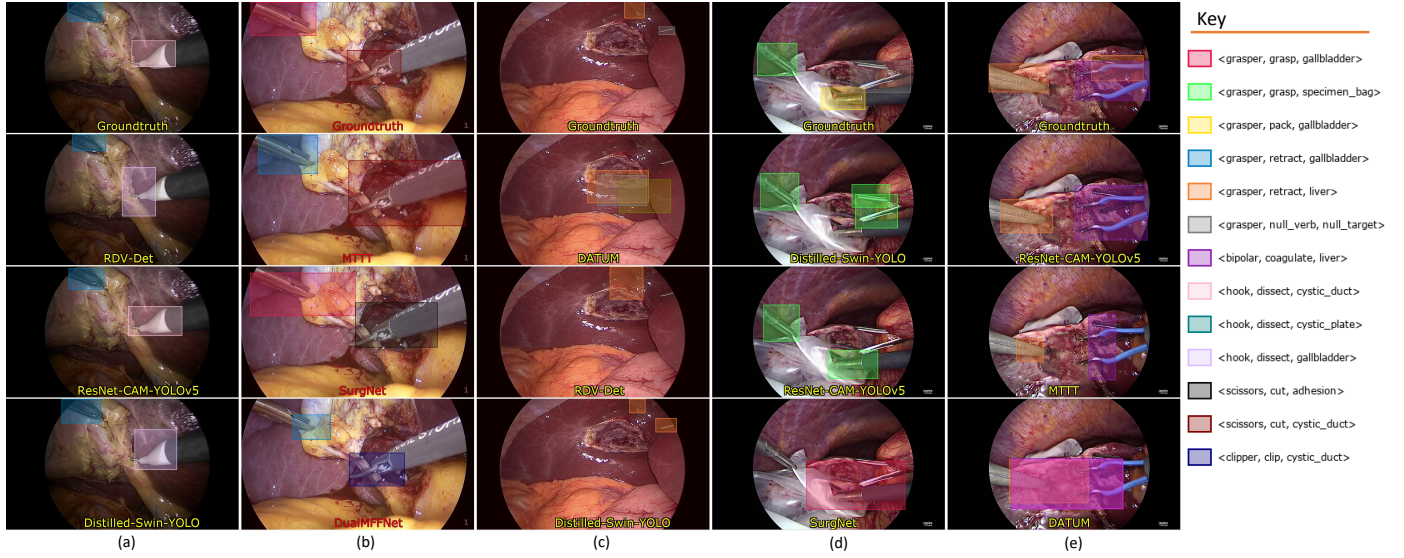 Key
Groundtruth
Groundtruth
Groundtruth
Groundtruth
Groundtruth
<grasper, grasp, gallbladder>
<grasper, grasp, specimen_bag>
<grasper, pack, gallbladder>
<grasper, retract, gallbladder>
<grasper, retract, liver>
<grasper, null_verb, null_target>
<bipolar, coagulate, liver>
<hook, dissect, cystic_duct>
<hook, dissect, cystic_plate>
<hook, dissect, gallbladder>
<scissors, cut, adhesion>
<scissors, cut, cystic_duct>
<clipper, clip, cystic_duct>
RDV-Det
MTTT
DATUM
Distilled-Swin-YOLO
ResNet-CAM-YOLOv5
ResNet-CAM-YOLOv5
SurgNet
RDV-Det
ResNet-CAM-YOLOv5
MTTT
Distilled-Swin-YOLO
DualMFFNet
Distilled-Swin-YOLO
SurgNet
DATUM
(a)
(b)
(c)
(d)
(e)